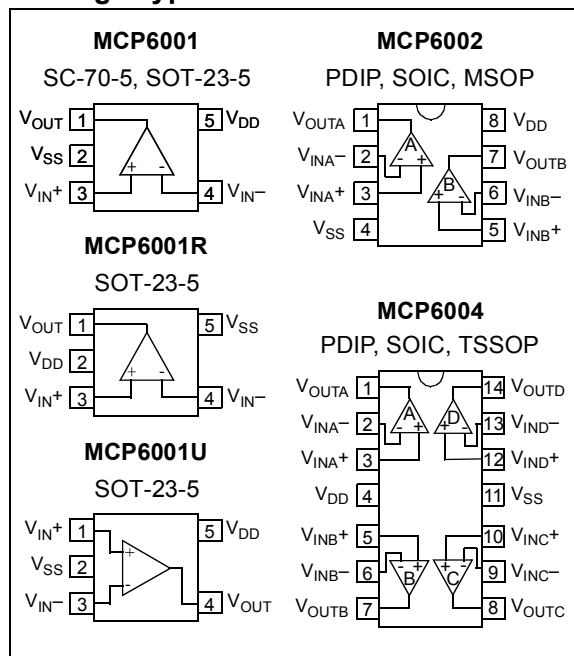 MCP6001
SC-70-5, SOT-23-5
VOUT 1 5 VDD
VSS 2
VIN+ 3 4 VIN–
+ -
MCP6001R
SOT-23-5
VOUT 1 5 VSS
VDD 2
VIN+ 3 4 VIN–
+ -
MCP6001U
SOT-23-5
VIN+ 1 5 VDD
+
VSS 2
-
VIN– 3 4 VOUT
MCP6002
PDIP, SOIC, MSOP
VOUTA 1 8 VDD
A
VINA– 2 - + 7 VOUTB
B
VINA+ 3 + - 6 VINB–
VSS 4 5 VINB+
MCP6004
PDIP, SOIC, TSSOP
VOUTA 1 14 VOUTD
A D
VINA– 2 - + + - 13 VIND–
VINA+ 3 12 VIND+
VDD 4 11 VSS
VINB+ 5 10 VINC+
VINB– 6 - + + - 9 VINC–
B C
VOUTB 7 8 VOUTC